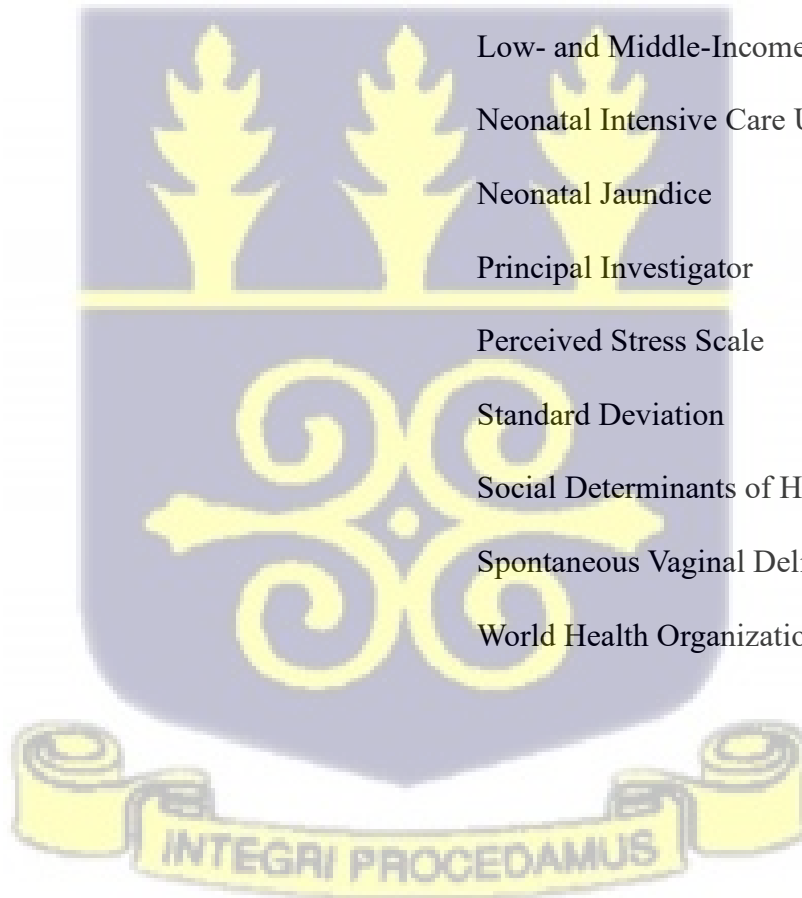 Low- and Middle-Income
Neonatal Intensive Care
Neonatal Jaundice
Principal Investigator
Perceived Stress Scale
Standard Deviation
Social Determinants of
Spontaneous Vaginal
World Health
INTEGRI PROCEDAMUS